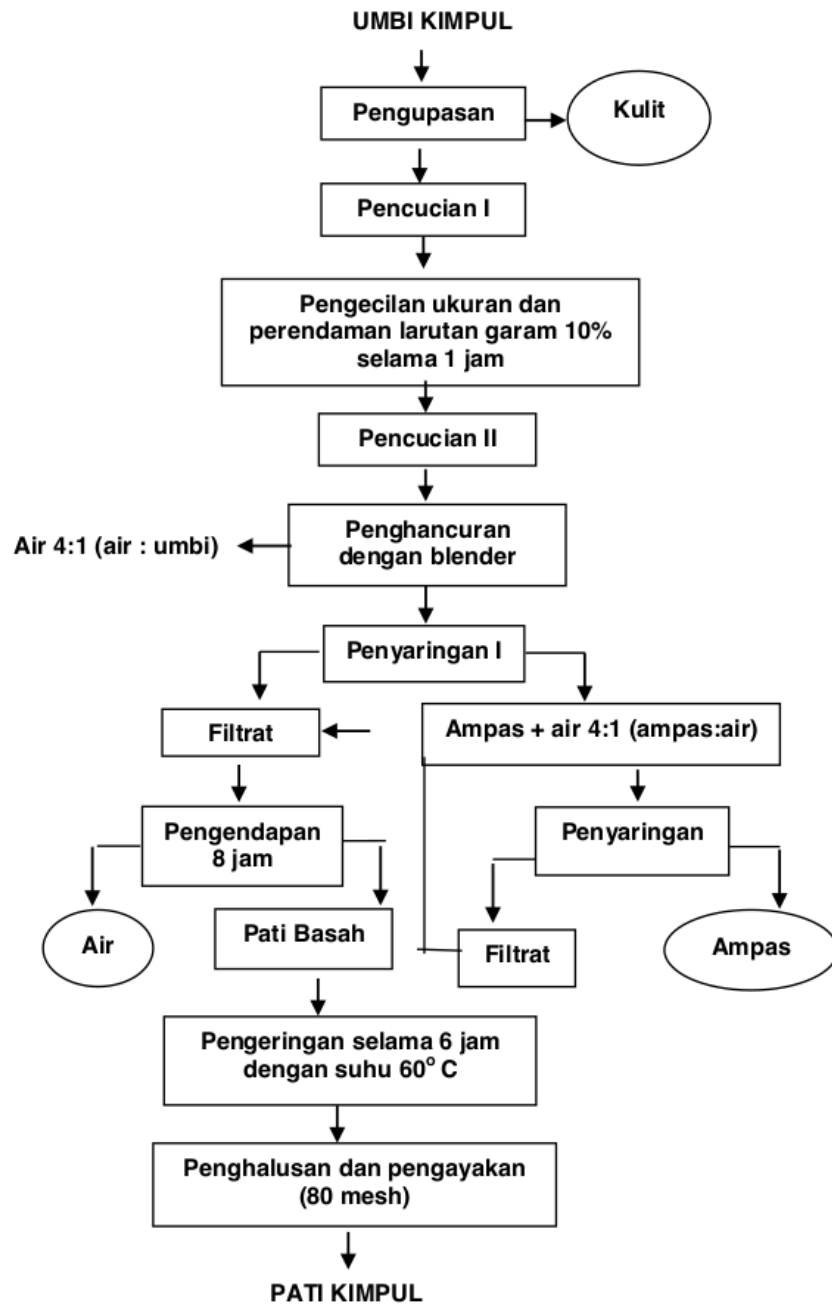 UMBI KIMPUL
Pengupasan
Kulit
Pencucian I
Pengecilan ukuran dan
perendaman larutan garam 10%
selama 1 jam
Pencucian II
Air 4:1 (air : umbi)
Penghancuran
dengan blender
Penyaringan I
Filtrat
Ampas + air 4:1 (ampas:air)
Pengendapan
8 jam
Penyaringan
Air
Pati Basah
Filtrat
Ampas
Pengeringan selama 6 jam
dengan suhu 60° C
Penghalusan dan pengayakan
(80 mesh)
PATI KIMPUL